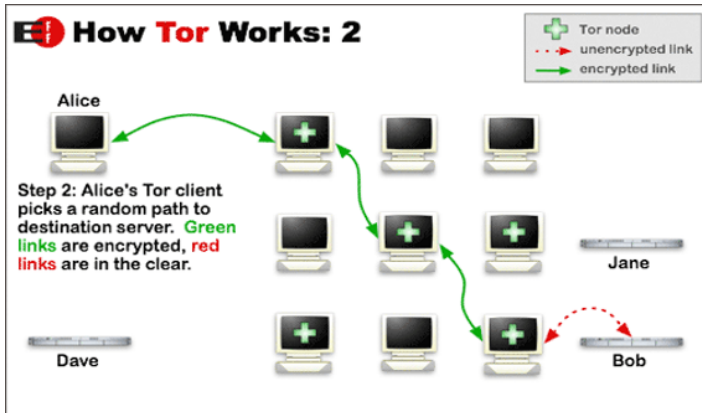 EFF How Tor Works: 2
Tor node
unencrypted link
encrypted link
Alice
Step 2: Alice's Tor client
picks a random path to
destination server. Green
links are encrypted, red
links are in the clear.
Jane
Dave
Bob